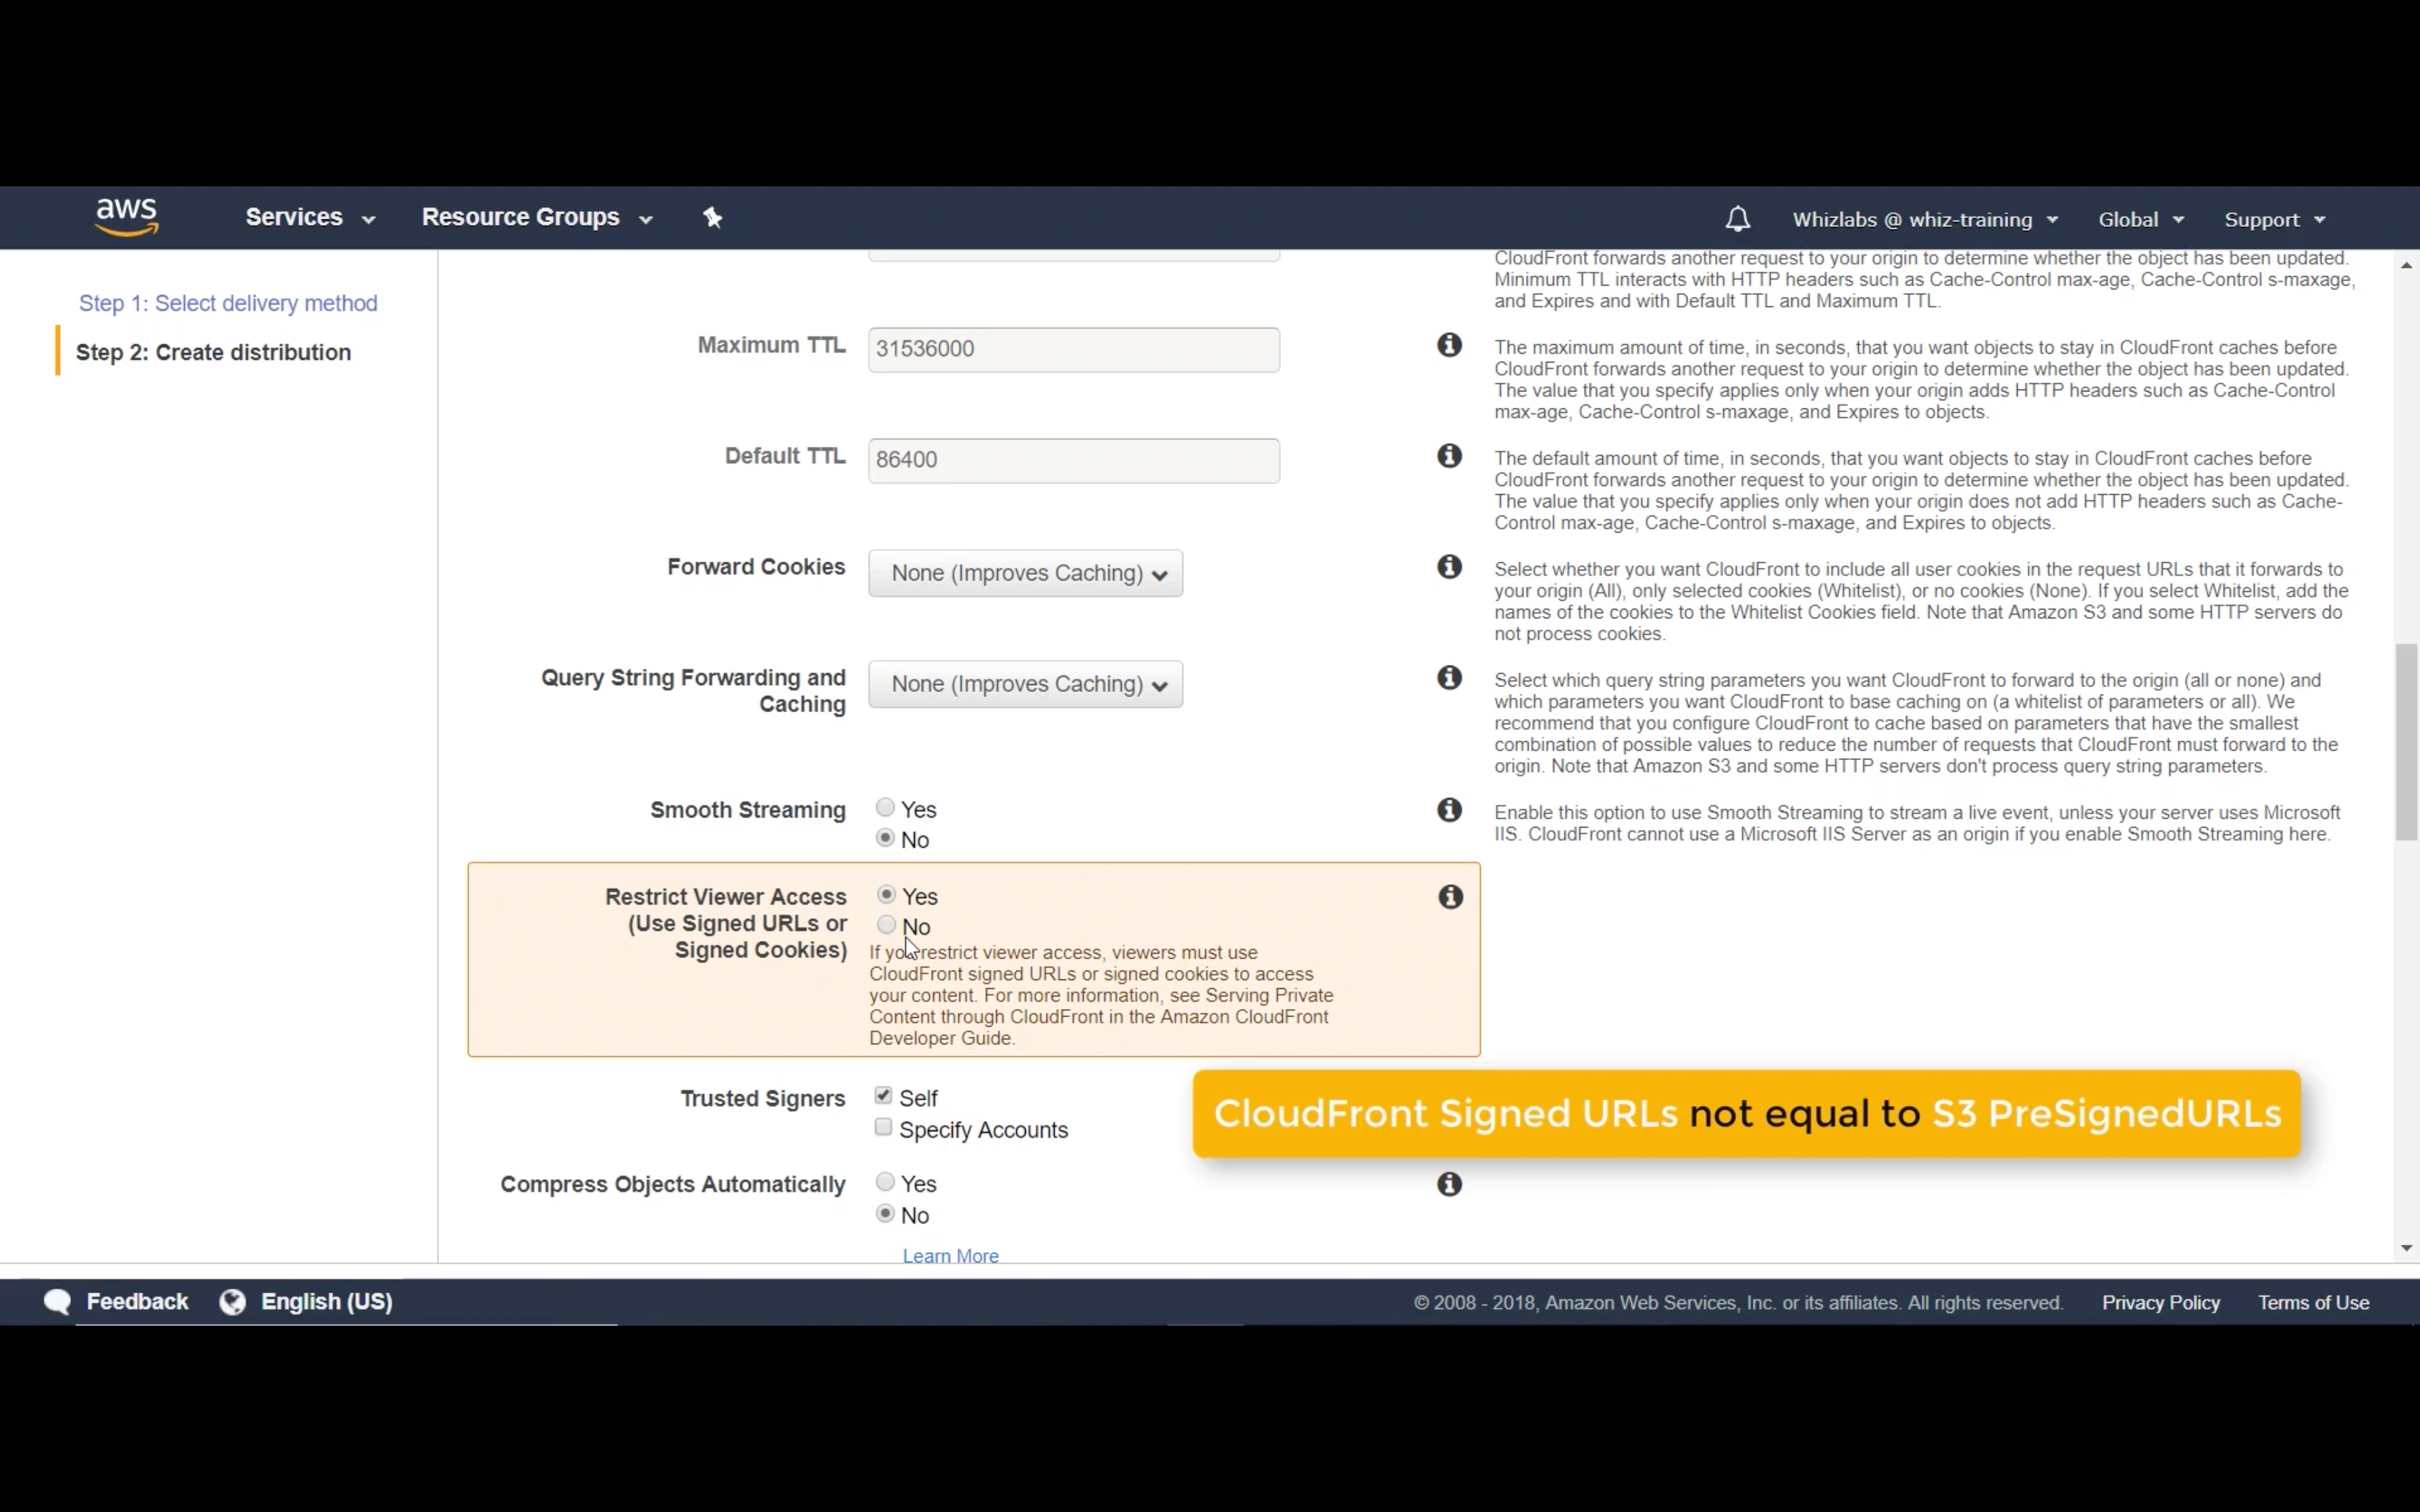 aws
Services
Resource Groups
Whizlabs @ whiz-training
Global
Support
Step 1: Select delivery method
Step 2: Create distribution
CloudFront forwards another request to your origin to determine whether the object has been updated.
Minimum TTL interacts with HTTP headers such as Cache-Control max-age, Cache-Control s-maxage,
and Expires and with Default TTL and Maximum TTL.
Maximum TTL
31536000
The maximum amount of time, in seconds, that you want objects to stay in CloudFront caches before
CloudFront forwards another request to your origin to determine whether the object has been updated.
The value that you specify applies only when your origin adds HTTP headers such as Cache-Control
max-age, Cache-Control s-maxage, and Expires to objects.
Default TTL
86400
The default amount of time, in seconds, that you want objects to stay in CloudFront caches before
CloudFront forwards another request to your origin to determine whether the object has been updated.
The value that you specify applies only when your origin does not add HTTP headers such as Cache-
Control max-age, Cache-Control s-maxage, and Expires to objects.
Forward Cookies
None (Improves Caching)
Select whether you want CloudFront to include all user cookies in the request URLs that it forwards to
your origin (All), only selected cookies (Whitelist), or no cookies (None). If you select Whitelist, add the
names of the cookies to the Whitelist Cookies field. Note that Amazon S3 and some HTTP servers do
not process cookies.
Query String Forwarding and
Caching
None (Improves Caching)
Select which query string parameters you want CloudFront to forward to the origin (all or none) and
which parameters you want CloudFront to base caching on (a whitelist of parameters or all). We
recommend that you configure CloudFront to cache based on parameters that have the smallest
combination of possible values to reduce the number of requests that CloudFront must forward to the
origin. Note that Amazon S3 and some HTTP servers don't process query string parameters.
Smooth Streaming
Yes
No
Enable this option to use Smooth Streaming to stream a live event, unless your server uses Microsoft
IIS. CloudFront cannot use a Microsoft IIS Server as an origin if you enable Smooth Streaming here.
Restrict Viewer Access
(Use Signed URLs or
Signed Cookies)
Yes
No
If you restrict viewer access, viewers must use
CloudFront signed URLs or signed cookies to access
your content. For more information, see Serving Private
Content through CloudFront in the Amazon CloudFront
Developer Guide.
Trusted Signers
Self
Specify Accounts
CloudFront Signed URLs not equal to S3 PreSignedURLs
Compress Objects Automatically
Yes
No
Learn More
Feedback
English (US)
© 2008 - 2018, Amazon Web Services, Inc. or its affiliates. All rights reserved.
Privacy Policy
Terms of Use